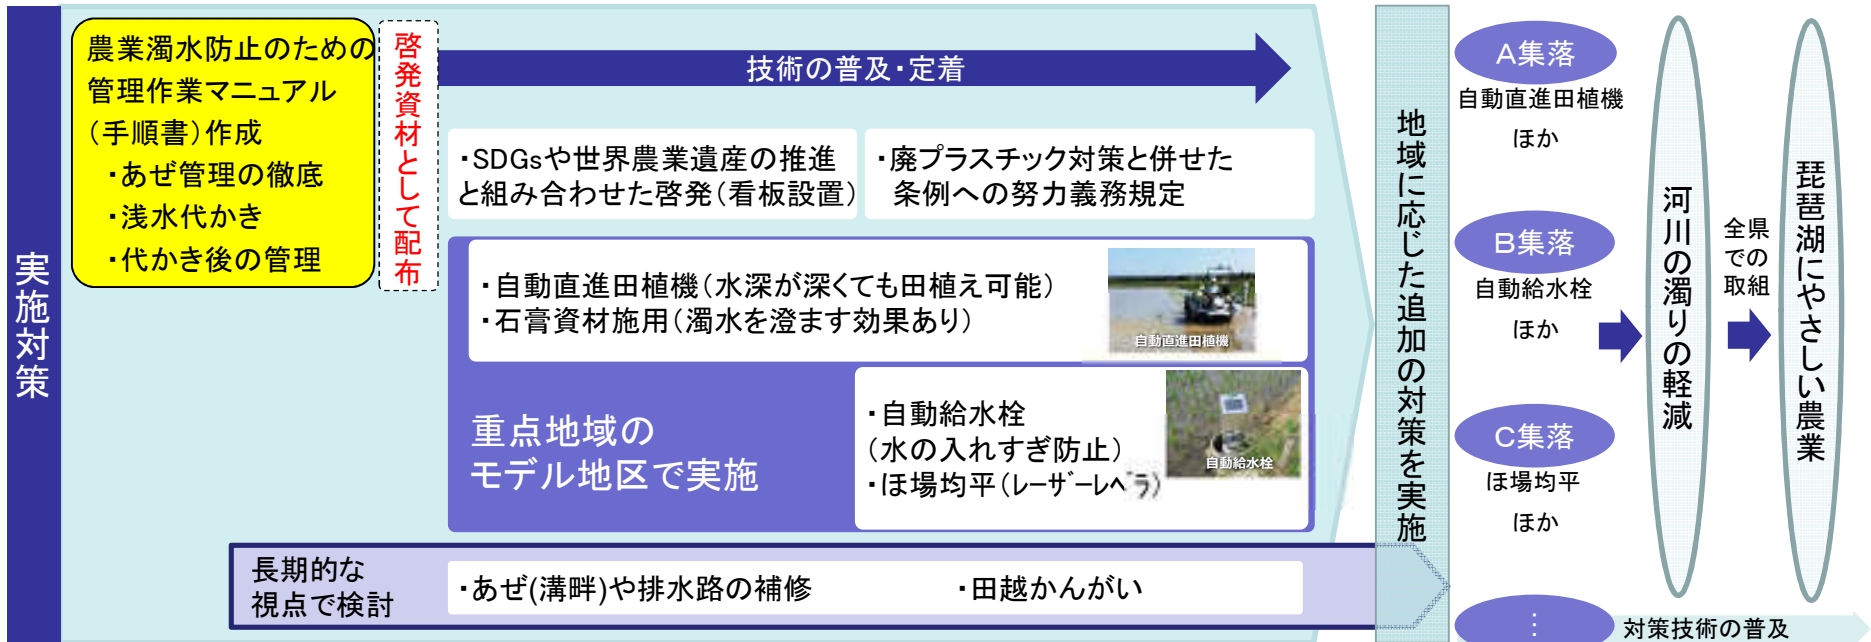 実施対策
農業濁水防止のための
管理作業マニュアル
(手順書)作成
・あぜ管理の徹底
・浅水代かき
・代かき後の管理
啓発資材として配布
技術の普及・定着
・SDGsや世界農業遺産の推進
と組み合わせた啓発(看板設置)
・廃プラスチック対策と併せた
条例への努力義務規定
・自動直進田植機(水深が深くても田植え可能)
・石膏資材施用(濁水を澄ます効果あり)
自動直進田植機
重点地域の
モデル地区で実施
・自動給水栓
(水の入れすぎ防止)
・ほ場均平(レーザーレベラ)
自動給水栓
長期的な
視点で検討
・あぜ(溝畔)や排水路の補修
・田越かんがい
地域に応じた追加の対策を実施
A集落
自動直進田植機
ほか
B集落
自動給水栓
ほか
C集落
ほ場均平
ほか
⋮
河川の濁りの軽減
全県
での
取組
琵琶湖にやさしい農業
対策技術の普及